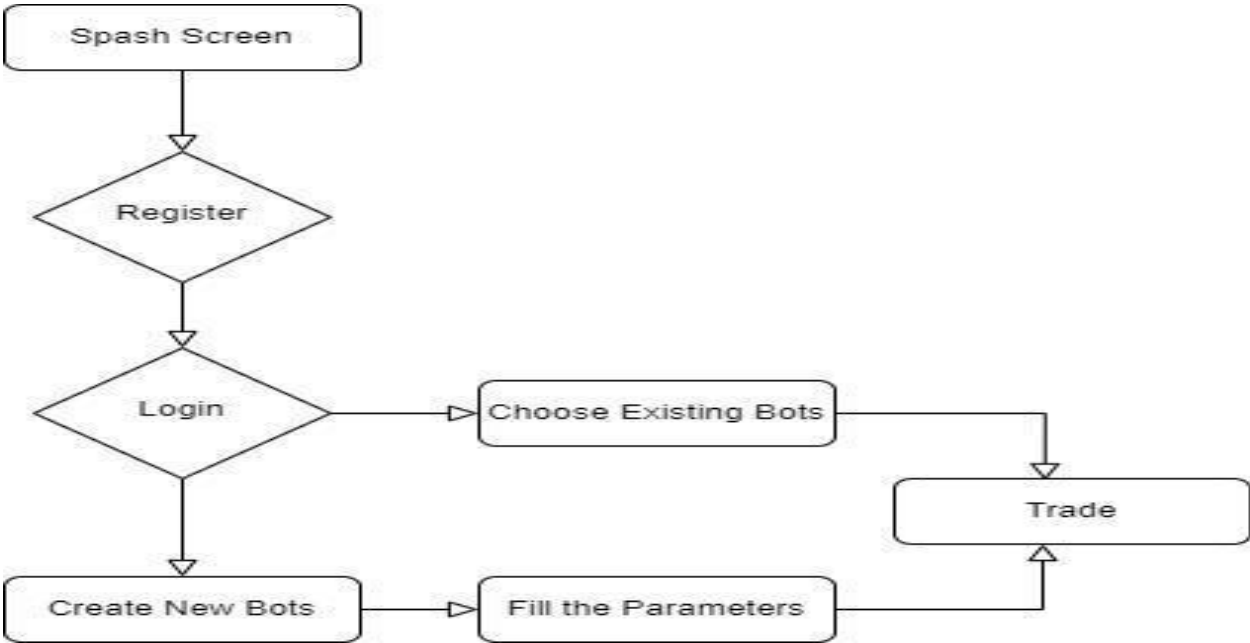 Spash Screen
Register
Login
Choose Existing Bots
Trade
Create New Bots
Fill the Parameters